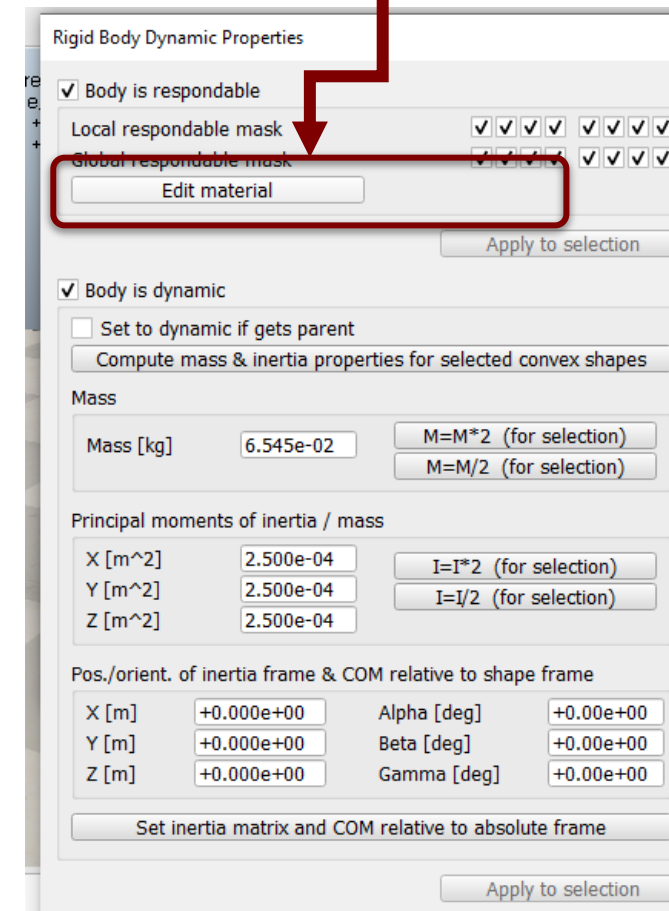 Rigid Body Dynamic Properties
re
e
Body is respondable
Local respondable mask
Global respondable mask
Edit material
Apply to selection
Body is dynamic
Set to dynamic if gets parent
Compute mass & inertia properties for selected convex shapes
Mass
Mass [kg] 6.545e-02 M=M*2 (for selection)
M=M/2 (for selection)
Principal moments of inertia / mass
X [m^2] 2.500e-04 I=I*2 (for selection)
Y [m^2] 2.500e-04 I=I/2 (for selection)
Z [m^2] 2.500e-04
Pos./orient. of inertia frame & COM relative to shape frame
X [m] +0.000e+00 Alpha [deg] +0.00e+00
Y [m] +0.000e+00 Beta [deg] +0.00e+00
Z [m] +0.000e+00 Gamma [deg] +0.00e+00
Set inertia matrix and COM relative to absolute frame
Apply to selection